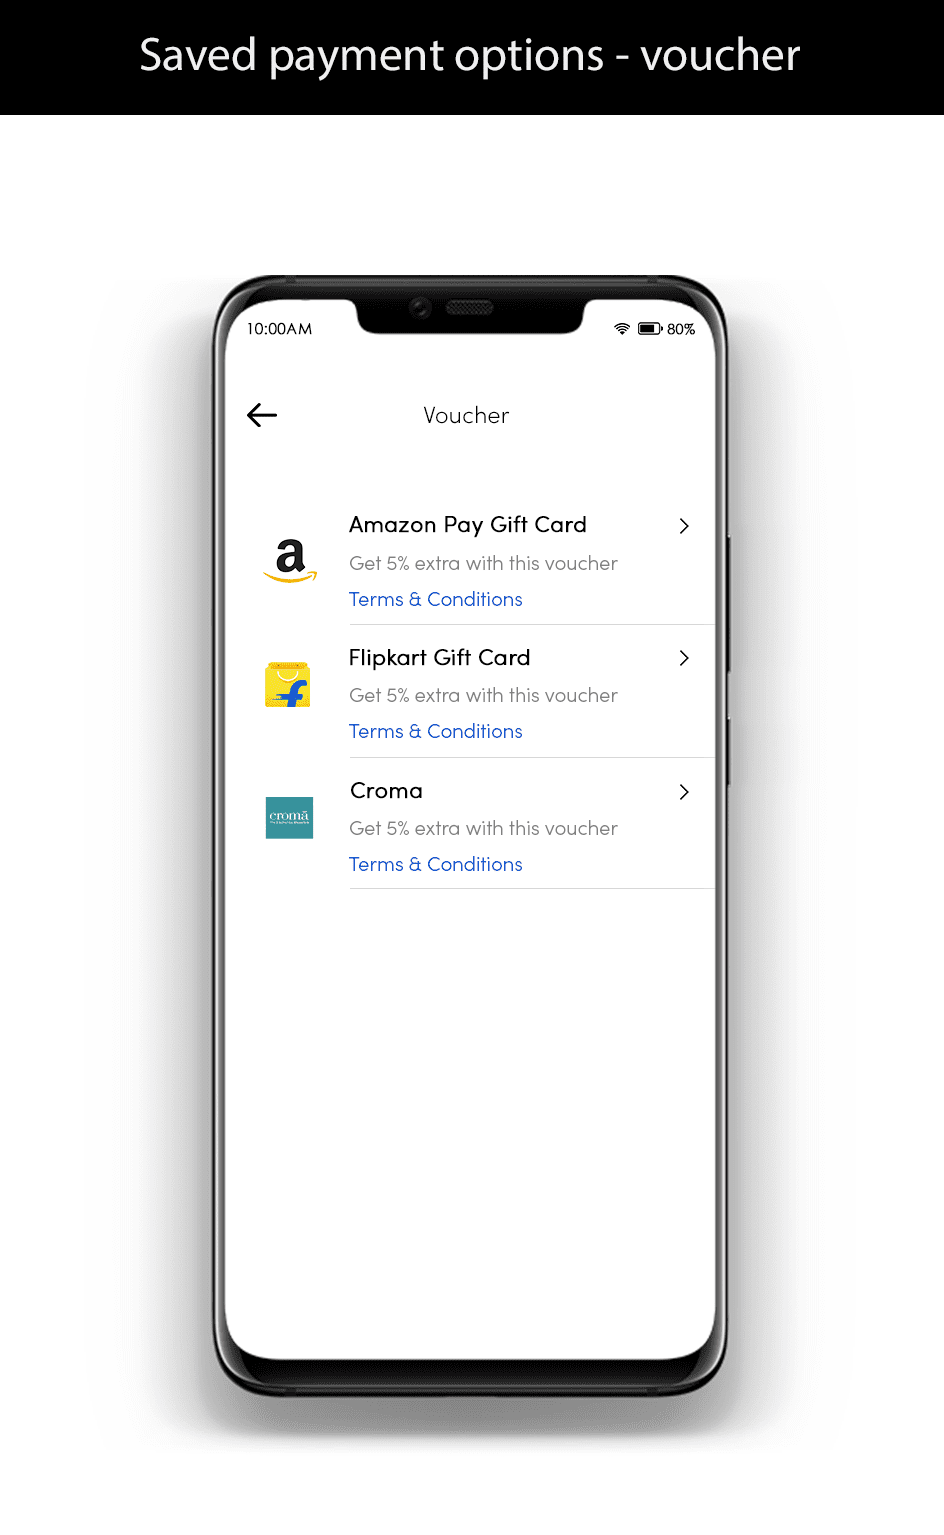 Saved payment options - voucher
10:00AM
80%
Voucher
Amazon Pay Gift Card
Get 5% extra with this voucher
Terms & Conditions
Flipkart Gift Card
Get 5% extra with this voucher
Terms & Conditions
Croma
cromā
Get 5% extra with this voucher
Terms & Conditions